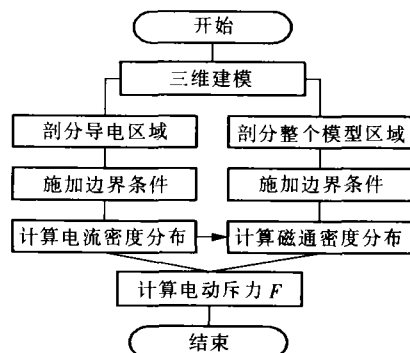 开始
三维建模
剖分导电区域
剖分整个模型区域
施加边界条件
施加边界条件
计算电流密度分布
计算磁通密度分布
计算电动斥力 F
结束